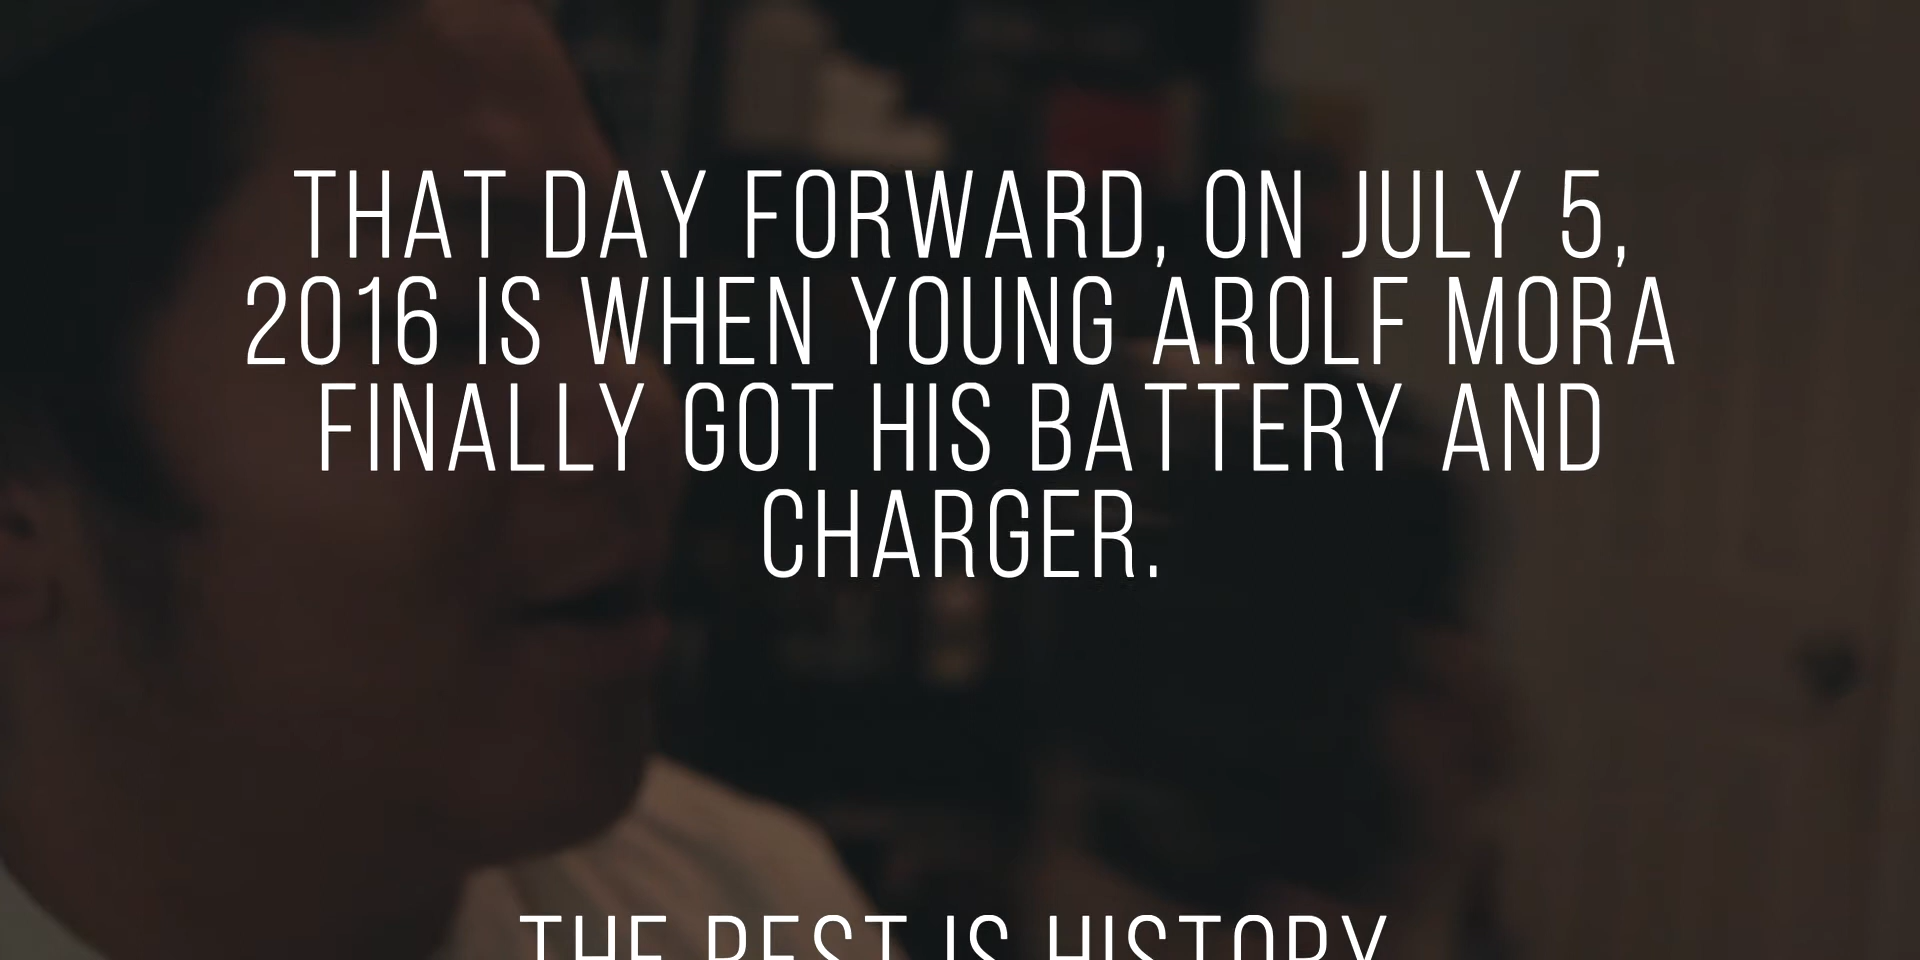 THAT DAY FORWARD, ON JULY 5,
2016 IS WHEN YOUNG AROLF MORA
FINALLY GOT HIS BATTERY AND
CHARGER.
THE REST IS HISTORY